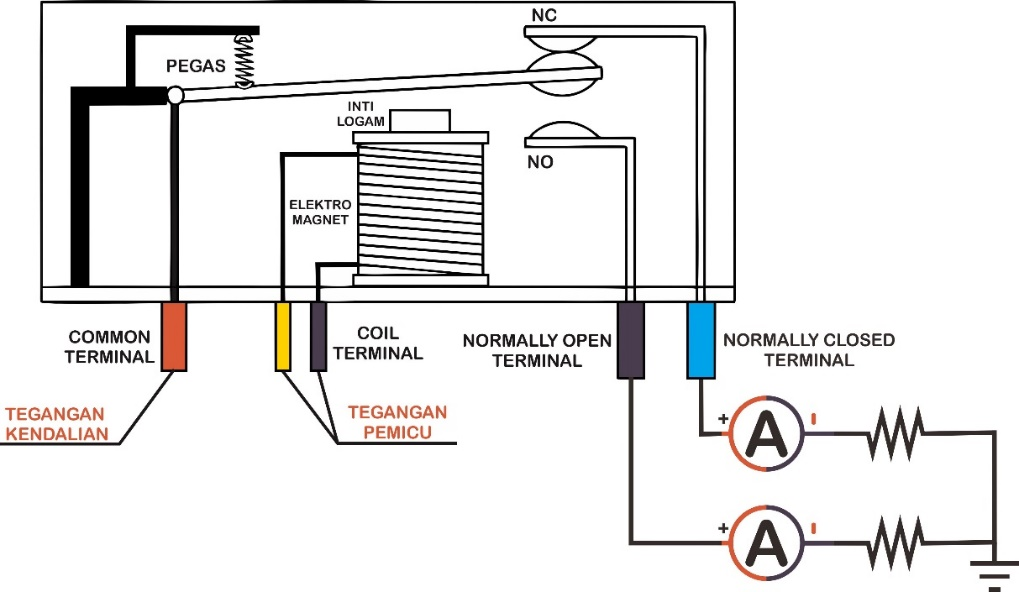 NC
PEGAS
INTI
LOGAM
NO
ELEKTRO
MAGNET
COMMON
TERMINAL
COIL
TERMINAL
NORMALLY OPEN
TERMINAL
NORMALLY CLOSED
TERMINAL
TEGANGAN
KENDALIAN
TEGANGAN
PEMICU
+ A -
+ A -